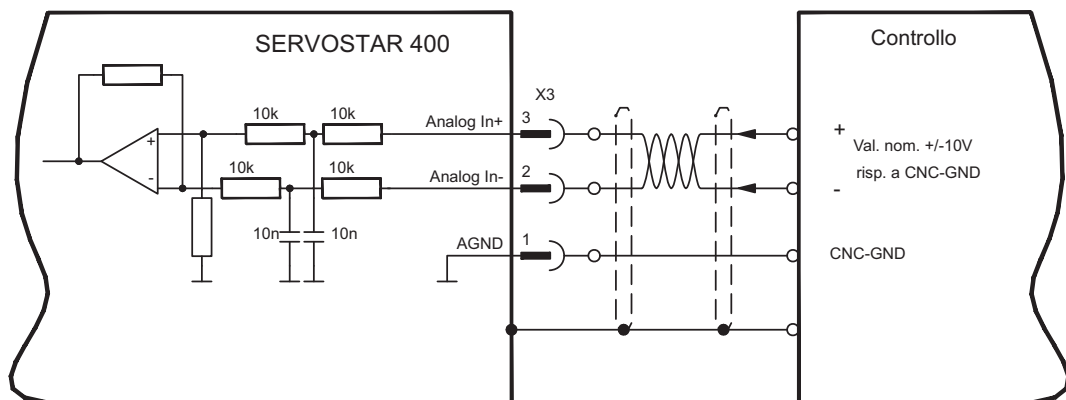 SERVOSTAR 400
Controllo
X3
10k
10k
Analog In+
3
+
+
Val. nom. +/-10V
risp. a CNC-GND
-
10k
10k
Analog In-
2
-
10n
10n
AGND
1
CNC-GND